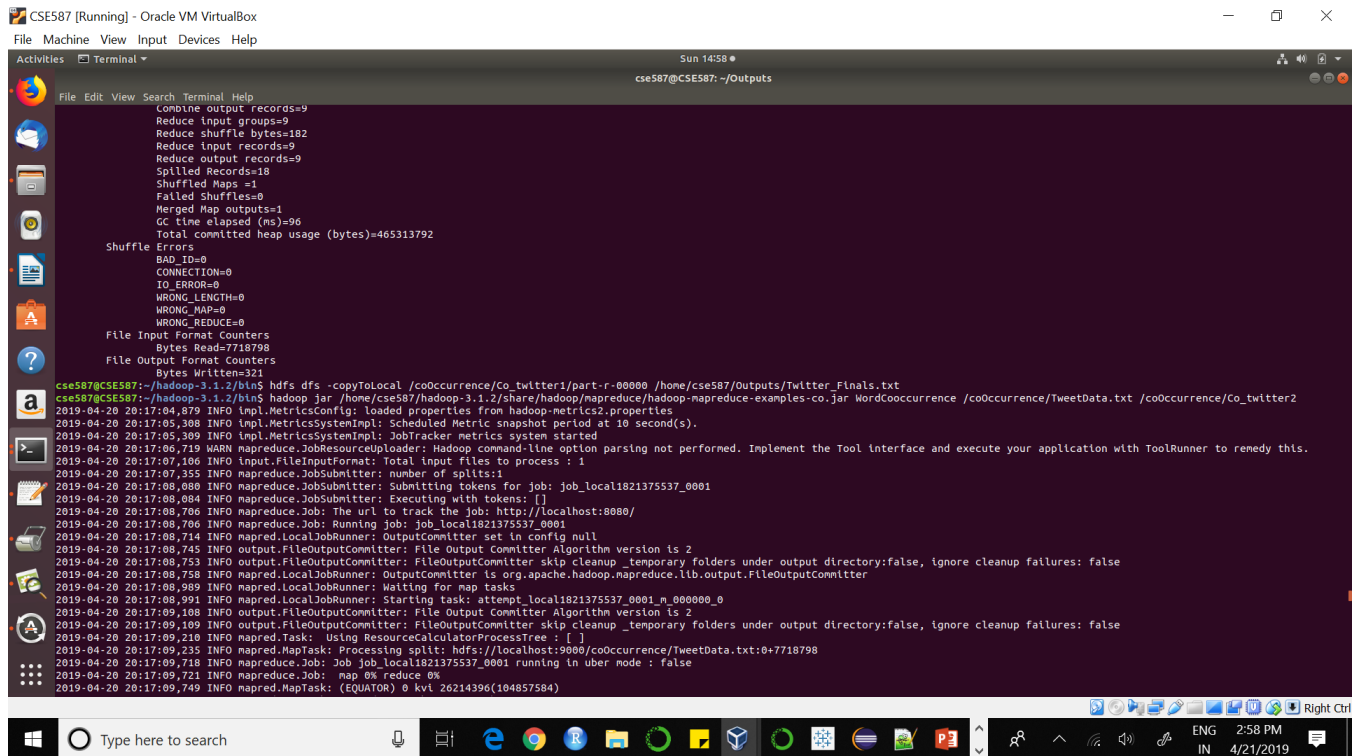 CSE587 [Running] - Oracle VM VirtualBox
File Machine View Input Devices Help
Activities Terminal Sun 14:58
cse587@CSE587: ~/Outputs
File Edit View Search Terminal Help
Combine output records=9
Reduce input groups=9
Reduce shuffle bytes=182
Reduce input records=9
Reduce output records=9
Spilled Records=18
Shuffled Maps =1
Failed Shuffles=0
Merged Map outputs=1
GC time elapsed (ms)=96
Total committed heap usage (bytes)=465313792
Shuffle Errors
BAD_ID=0
CONNECTION=0
IO_ERROR=0
WRONG_LENGTH=0
WRONG_MAP=0
WRONG_REDUCE=0
File Input Format Counters
Bytes Read=7718798
File Output Format Counters
Bytes Written=321
cse587@CSE587:~/hadoop-3.1.2/bin$ hdfs dfs -copyToLocal /coOccurrence/Co_twitter1/part-r-00000 /home/cse587/Outputs/Twitter_Finals.txt
cse587@CSE587:~/hadoop-3.1.2/bin$ hadoop jar /home/cse587/hadoop-3.1.2/share/hadoop/mapreduce/hadoop-mapreduce-examples-co.jar WordCooccurrence /coOccurrence/TweetData.txt /coOccurrence/Co_twitter2
2019-04-20 20:17:04,879 INFO impl.MetricsConfig: loaded properties from hadoop-metrics2.properties
2019-04-20 20:17:05,308 INFO impl.MetricsSystemImpl: Scheduled Metric snapshot period at 10 second(s).
2019-04-20 20:17:05,309 INFO impl.MetricsSystemImpl: JobTracker metrics system started
2019-04-20 20:17:06,719 WARN mapreduce.JobResourceUploader: Hadoop command-line option parsing not performed. Implement the Tool interface and execute your application with ToolRunner to remedy this.
2019-04-20 20:17:07,106 INFO input.FileInputFormat: Total input files to process : 1
2019-04-20 20:17:07,355 INFO mapreduce.JobSubmitter: number of splits:1
2019-04-20 20:17:08,080 INFO mapreduce.JobSubmitter: Submitting tokens for job: job_local1821375537_0001
2019-04-20 20:17:08,084 INFO mapreduce.JobSubmitter: Executing with tokens: []
2019-04-20 20:17:08,706 INFO mapreduce.Job: The url to track the job: http://localhost:8080/
2019-04-20 20:17:08,706 INFO mapreduce.Job: Running job: job_local1821375537_0001
2019-04-20 20:17:08,714 INFO mapred.LocalJobRunner: OutputCommitter set in config null
2019-04-20 20:17:08,745 INFO output.FileOutputCommitter: File Output Committer Algorithm version is 2
2019-04-20 20:17:08,753 INFO output.FileOutputCommitter: FileOutputCommitter skip cleanup _temporary folders under output directory:false, ignore cleanup failures: false
2019-04-20 20:17:08,758 INFO mapred.LocalJobRunner: OutputCommitter is org.apache.hadoop.mapreduce.lib.output.FileOutputCommitter
2019-04-20 20:17:08,989 INFO mapred.LocalJobRunner: Waiting for map tasks
2019-04-20 20:17:08,991 INFO mapred.LocalJobRunner: Starting task: attempt_local1821375537_0001_m_000000_0
2019-04-20 20:17:09,108 INFO output.FileOutputCommitter: File Output Committer Algorithm version is 2
2019-04-20 20:17:09,109 INFO output.FileOutputCommitter: FileOutputCommitter skip cleanup _temporary folders under output directory:false, ignore cleanup failures: false
2019-04-20 20:17:09,210 INFO mapred.Task:  Using ResourceCalculatorProcessTree : [ ]
2019-04-20 20:17:09,235 INFO mapred.MapTask: Processing split: hdfs://localhost:9000/coOccurrence/TweetData.txt:0+7718798
2019-04-20 20:17:09,718 INFO mapreduce.Job: Job job_local1821375537_0001 running in uber mode : false
2019-04-20 20:17:09,721 INFO mapreduce.Job:  map 0% reduce 0%
2019-04-20 20:17:09,749 INFO mapred.MapTask: (EQUATOR) 0 kvi 26214396(104857584)
Right Ctrl
Type here to search
ENG 2:58 PM
IN 4/21/2019